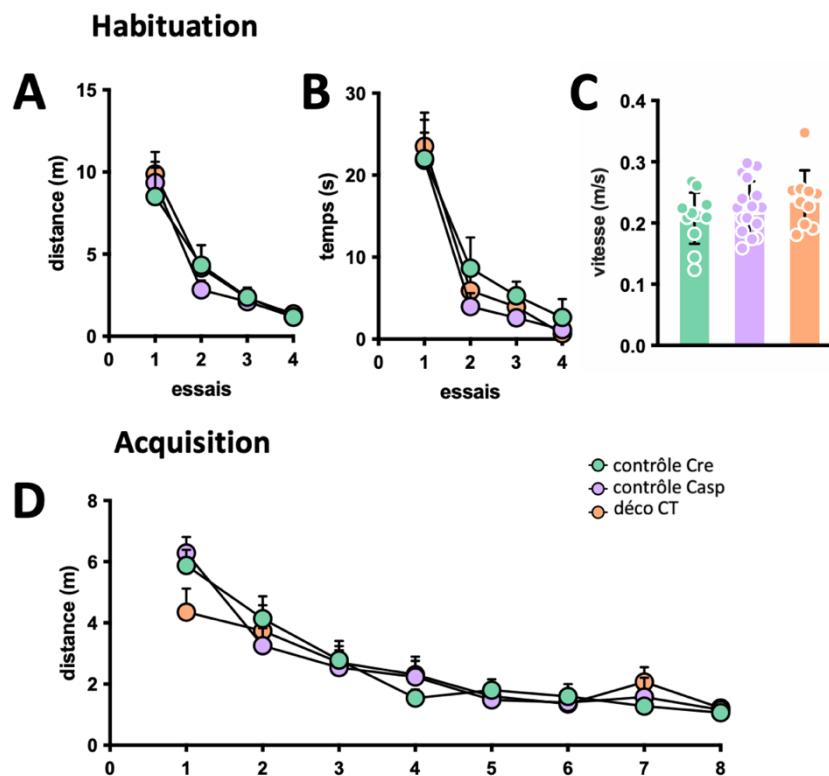 Habituation
A
15
10
5
0
distance (m)
1 2 3 4
essais
B
30
20
10
0
temps (s)
1 2 3 4
essais
C
0.4
0.3
0.2
0.1
0.0
vitesse (m/s)
Acquisition
contrôle Cre
contrôle Casp
déco CT
D
8
6
4
2
0
distance (m)
0 1 2 3 4 5 6 7 8